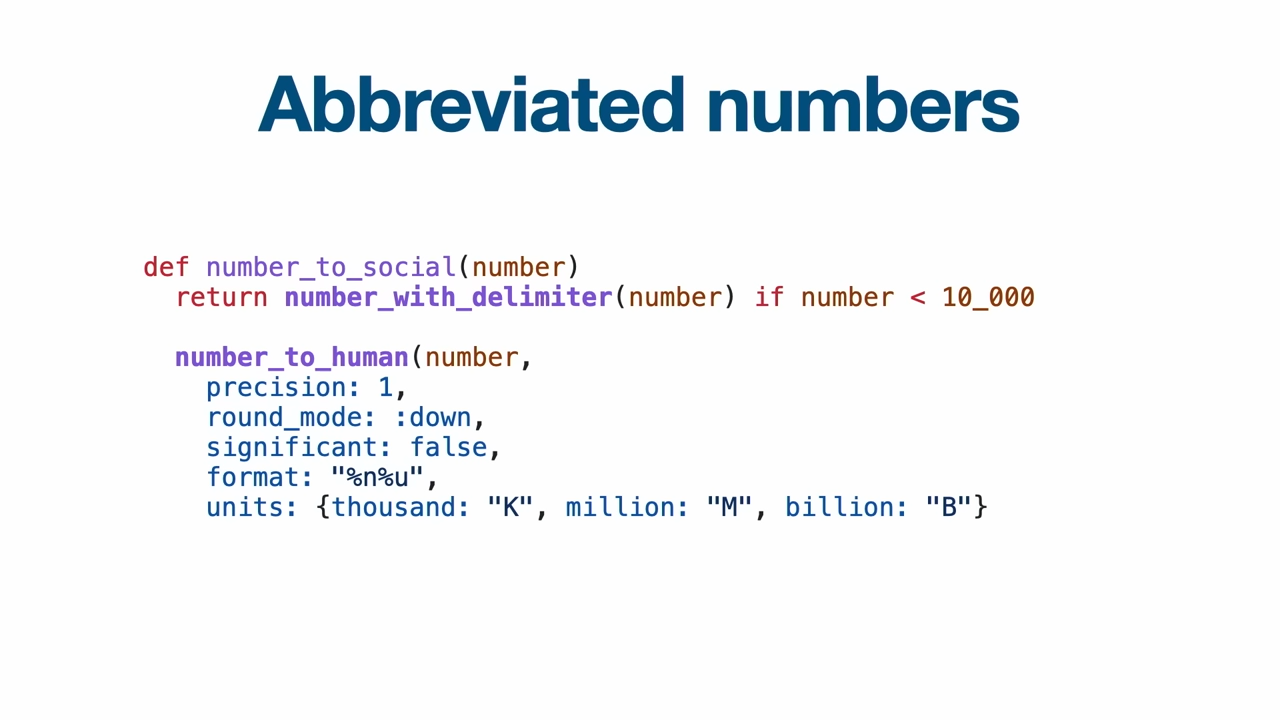 Abbreviated numbers
def number_to_social(number)
  return number_with_delimiter(number) if number < 10_000
  number_to_human(number,
    precision: 1,
    round_mode: :down,
    significant: false,
    format: "%n%u",
    units: {thousand: "K", million: "M", billion: "B"}